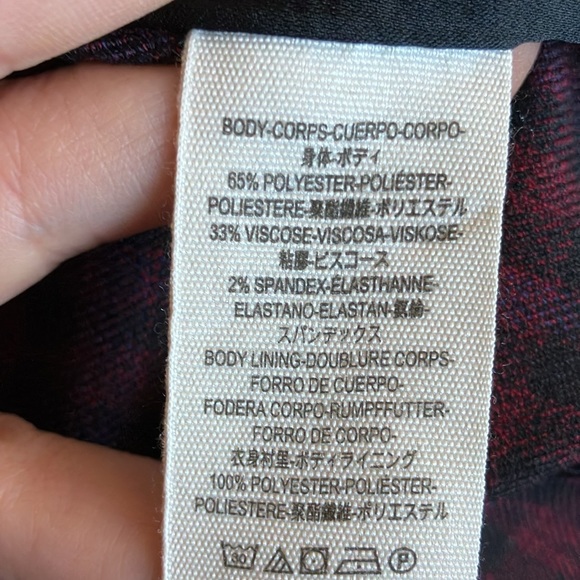 BODY-CORPS-CUERPO-CORPO-
身体-ボディ
65% POLYESTER-POLIÉSTER-
POLIESTERE-聚酯纖維-ポリエステル
33% VISCOSE-VISCOSA-VISKOSE-
粘膠-ビスコース
2% SPANDEX-ÉLASTHANNE-
ELASTANO-ELASTAN-氨綸-
スパンデックス
BODY LINING-DOUBLURE CORPS-
FORRO DE CUERPO-
FODERA CORPO-RUMPFFUTTER-
FORRO DE CORPO-
衣身衬里-ボディライニング
100% POLYESTER-POLIÉSTER-
POLIESTERE-聚酯纖維-ポリエステル